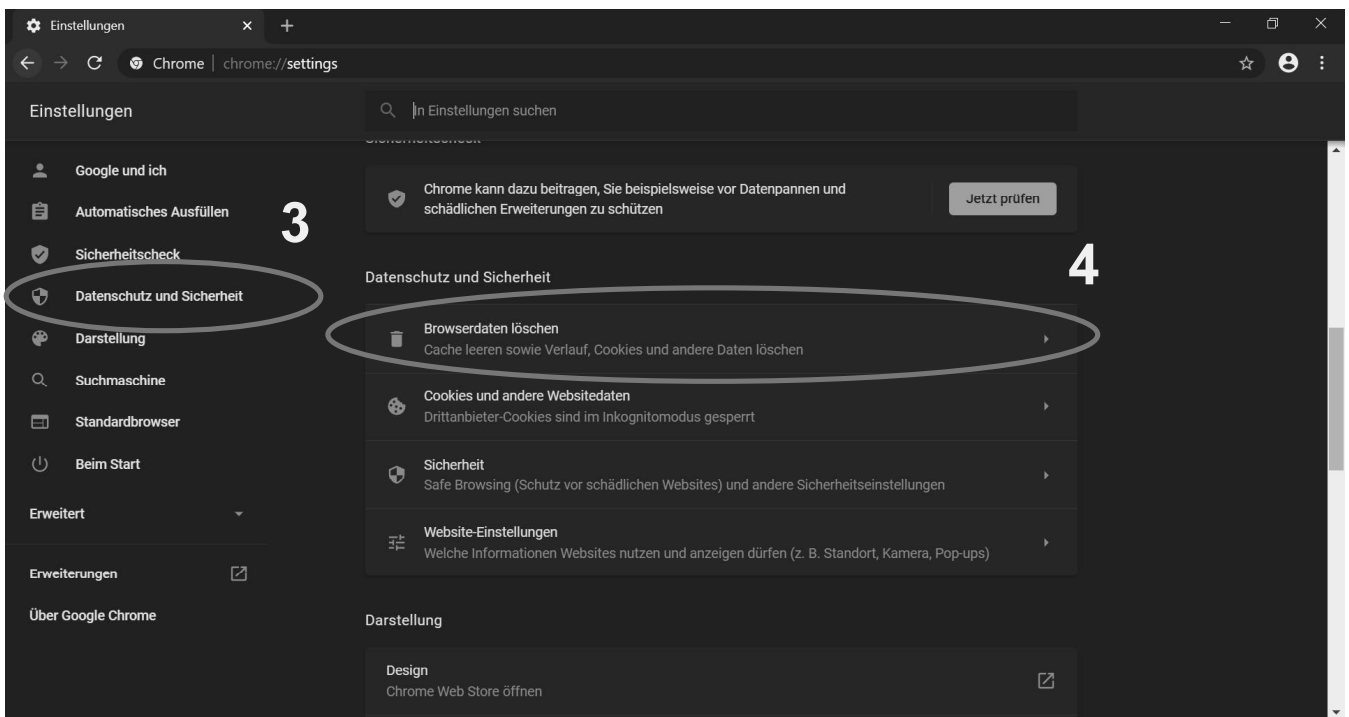 Einstellungen
Chrome | chrome://settings
Einstellungen
In Einstellungen suchen
Google und ich
Automatisches Ausfüllen
Sicherheitscheck
Datenschutz und Sicherheit
Darstellung
Suchmaschine
Standardbrowser
Beim Start
Erweitert
Erweiterungen
Über Google Chrome
3
Sicherheitscheck
Chrome kann dazu beitragen, Sie beispielsweise vor Datenpannen und
schädlichen Erweiterungen zu schützen
Jetzt prüfen
4
Datenschutz und Sicherheit
Browserdaten löschen
Cache leeren sowie Verlauf, Cookies und andere Daten löschen
Cookies und andere Websitedaten
Drittanbieter-Cookies sind im Inkognitomodus gesperrt
Sicherheit
Safe Browsing (Schutz vor schädlichen Websites) und andere Sicherheitseinstellungen
Website-Einstellungen
Welche Informationen Websites nutzen und anzeigen dürfen (z. B. Standort, Kamera, Pop-ups)
Darstellung
Design
Chrome Web Store öffnen